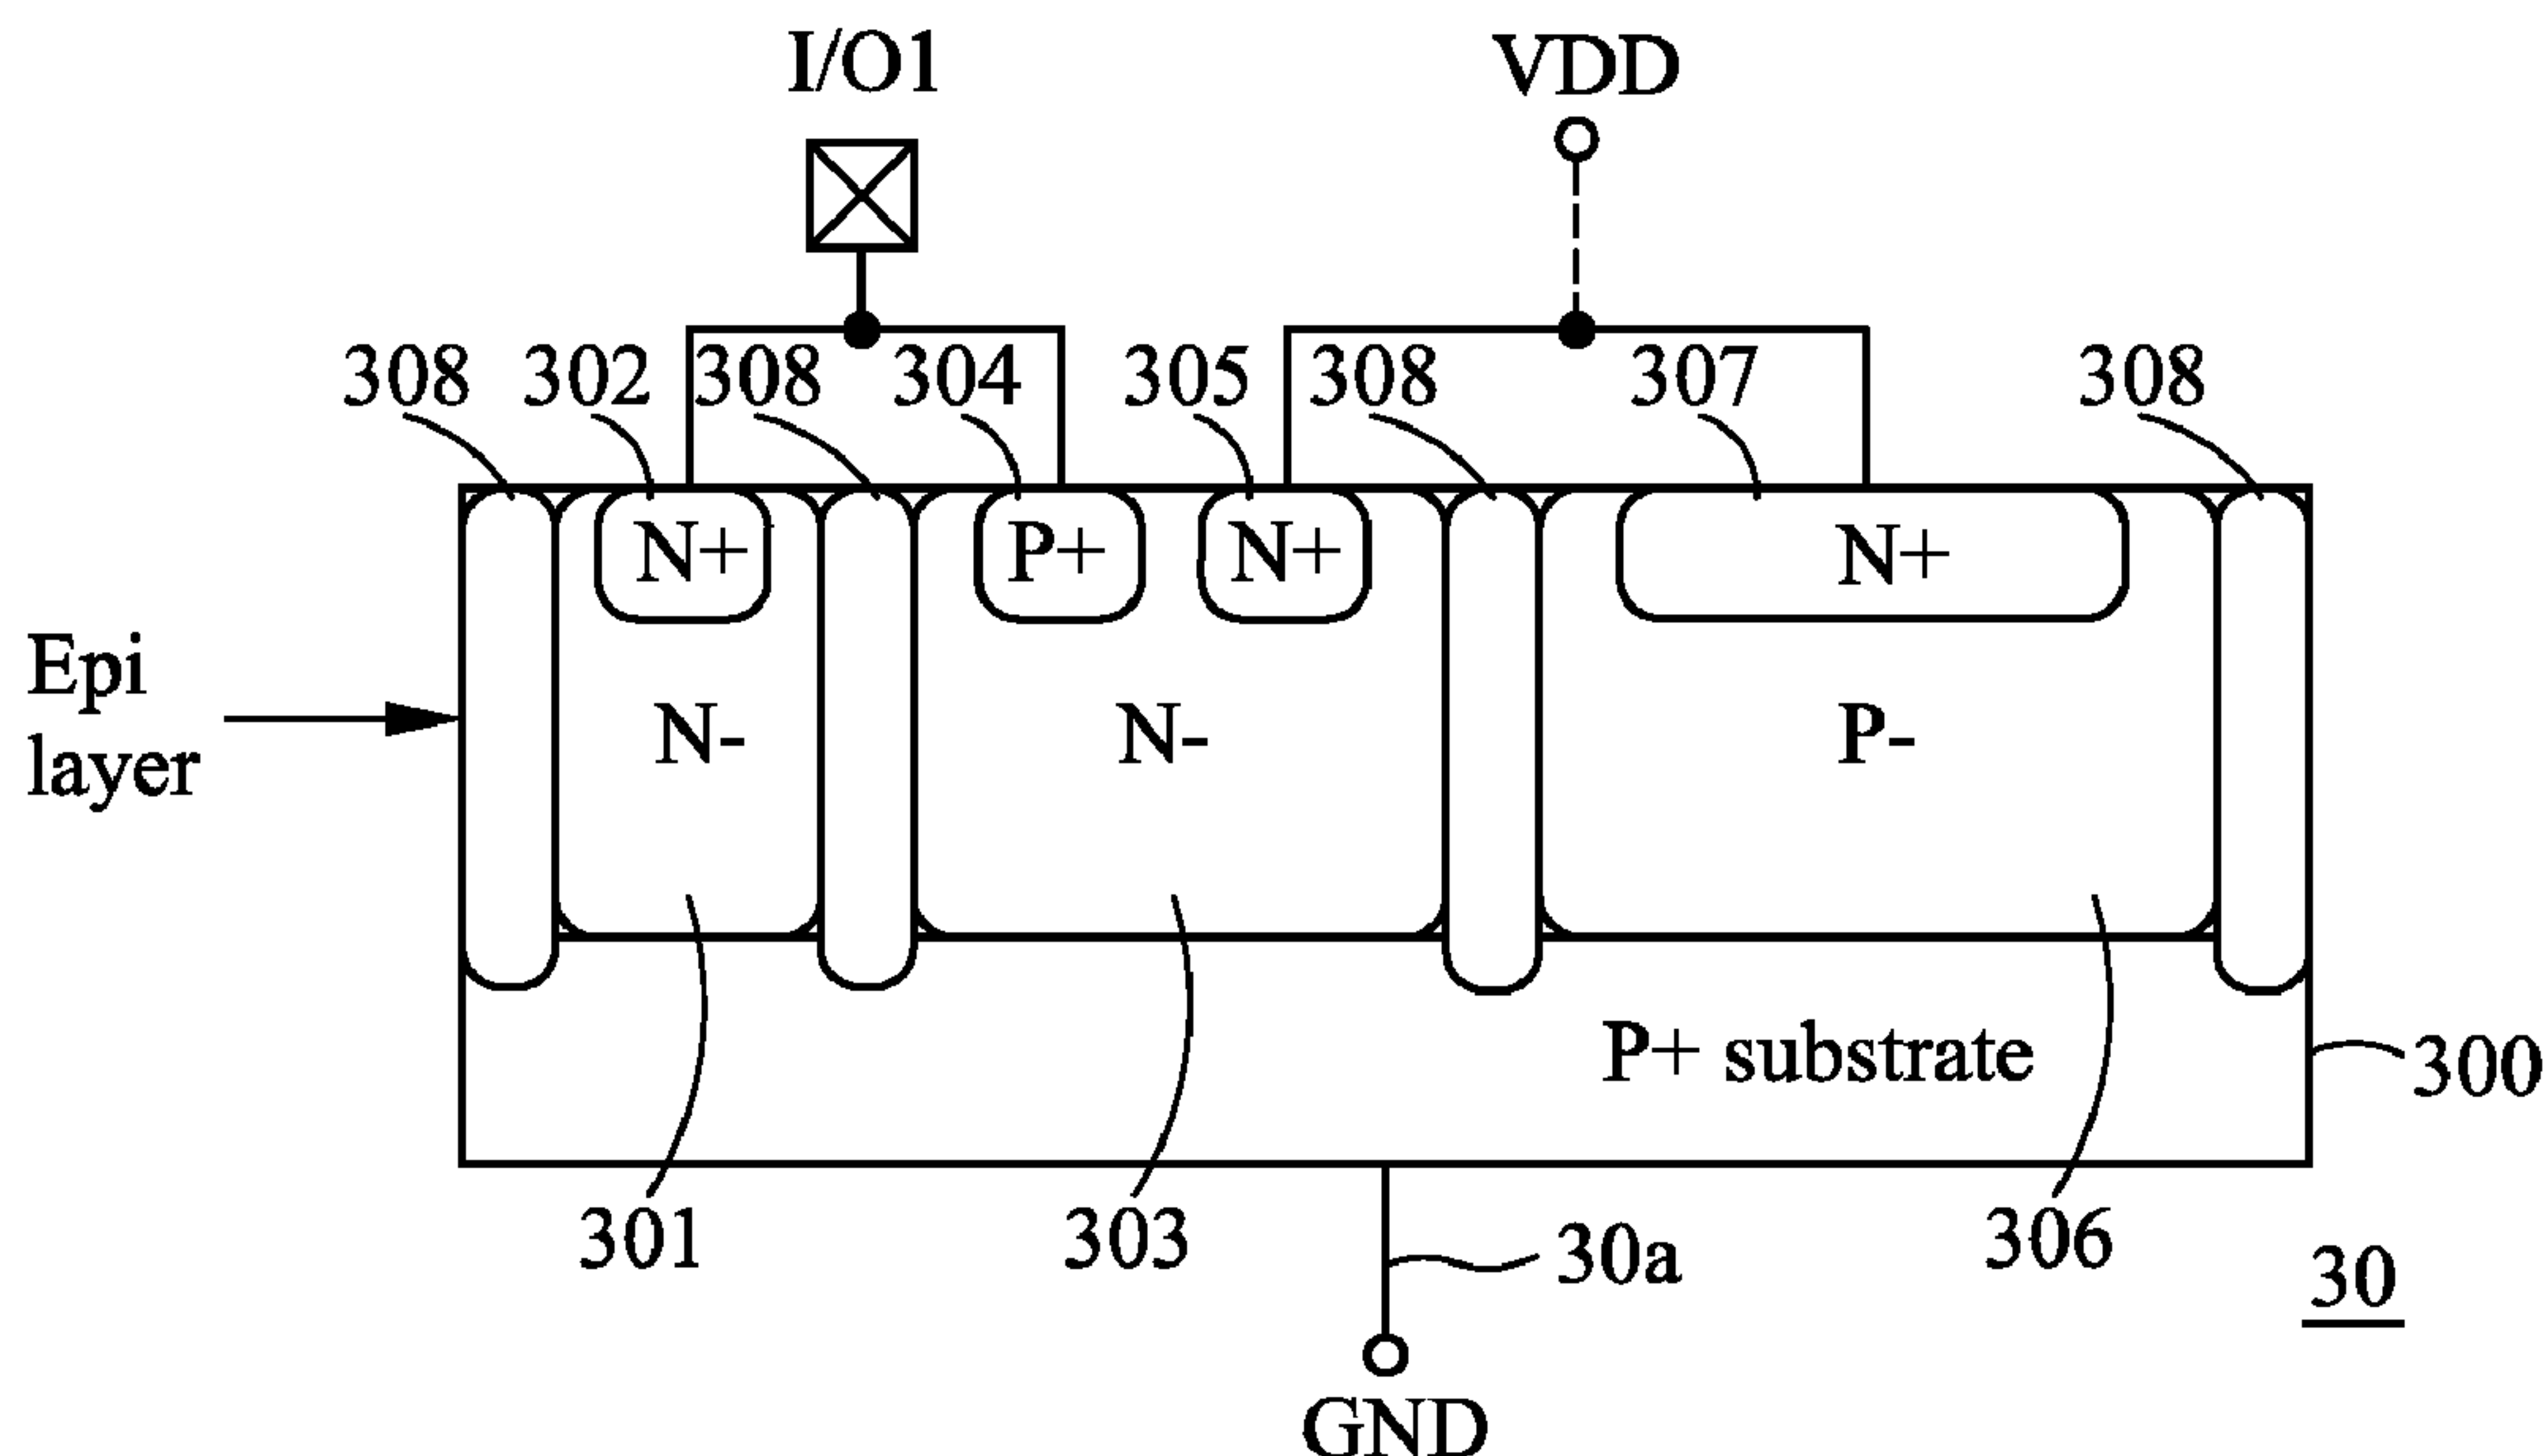 I/O1
VDD
308
302
308
304
305
308
307
308
N+
P+
N+
N+
Epi
layer
N-
N-
P-
P+ substrate
300
301
303
306
30a
30
GND